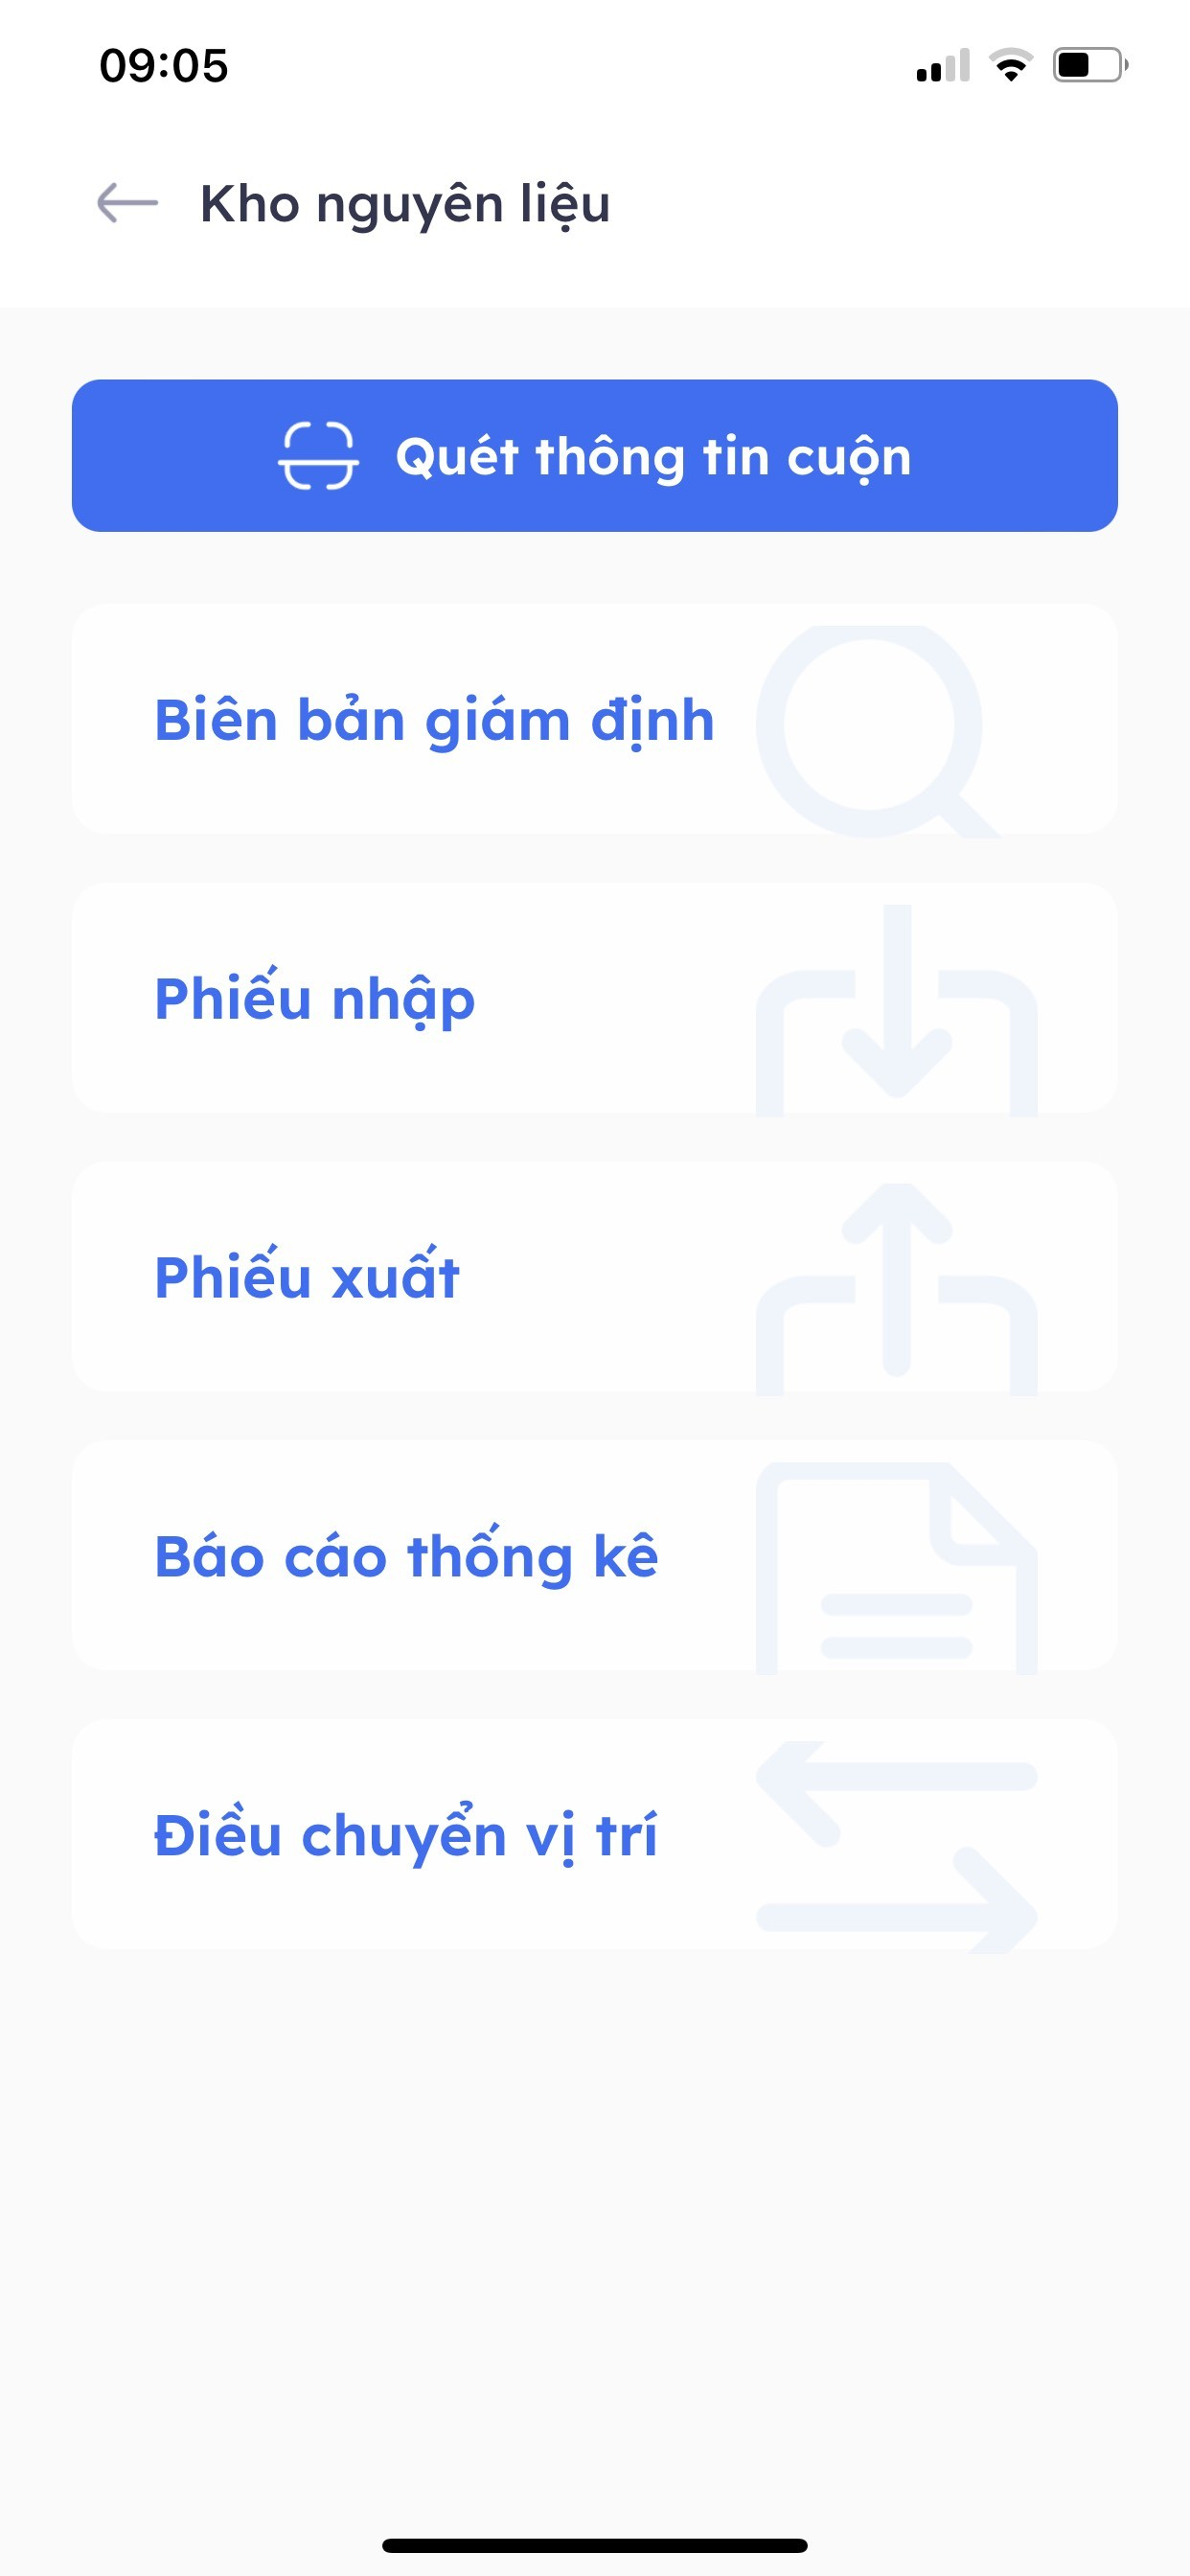 09:05
Kho nguyên liệu
Quét thông tin cuộn
Biên bản giám định
Phiếu nhập
Phiếu xuất
Báo cáo thống kê
Điều chuyển vị trí